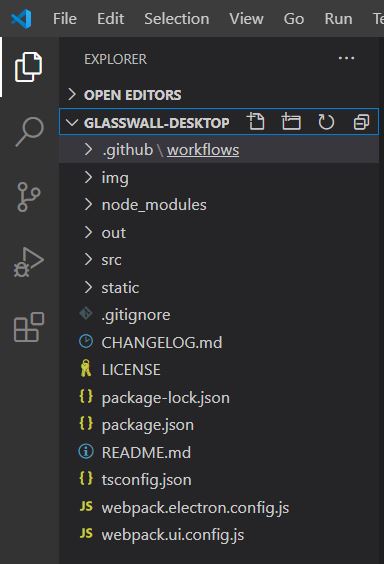 File Edit Selection View Go Run
EXPLORER
OPEN EDITORS
GLASSWALL-DESKTOP
.github \ workflows
img
node_modules
out
src
static
.gitignore
CHANGELOG.md
LICENSE
{} package-lock.json
{} package.json
README.md
{} tsconfig.json
JS webpack.electron.config.js
JS webpack.ui.config.js